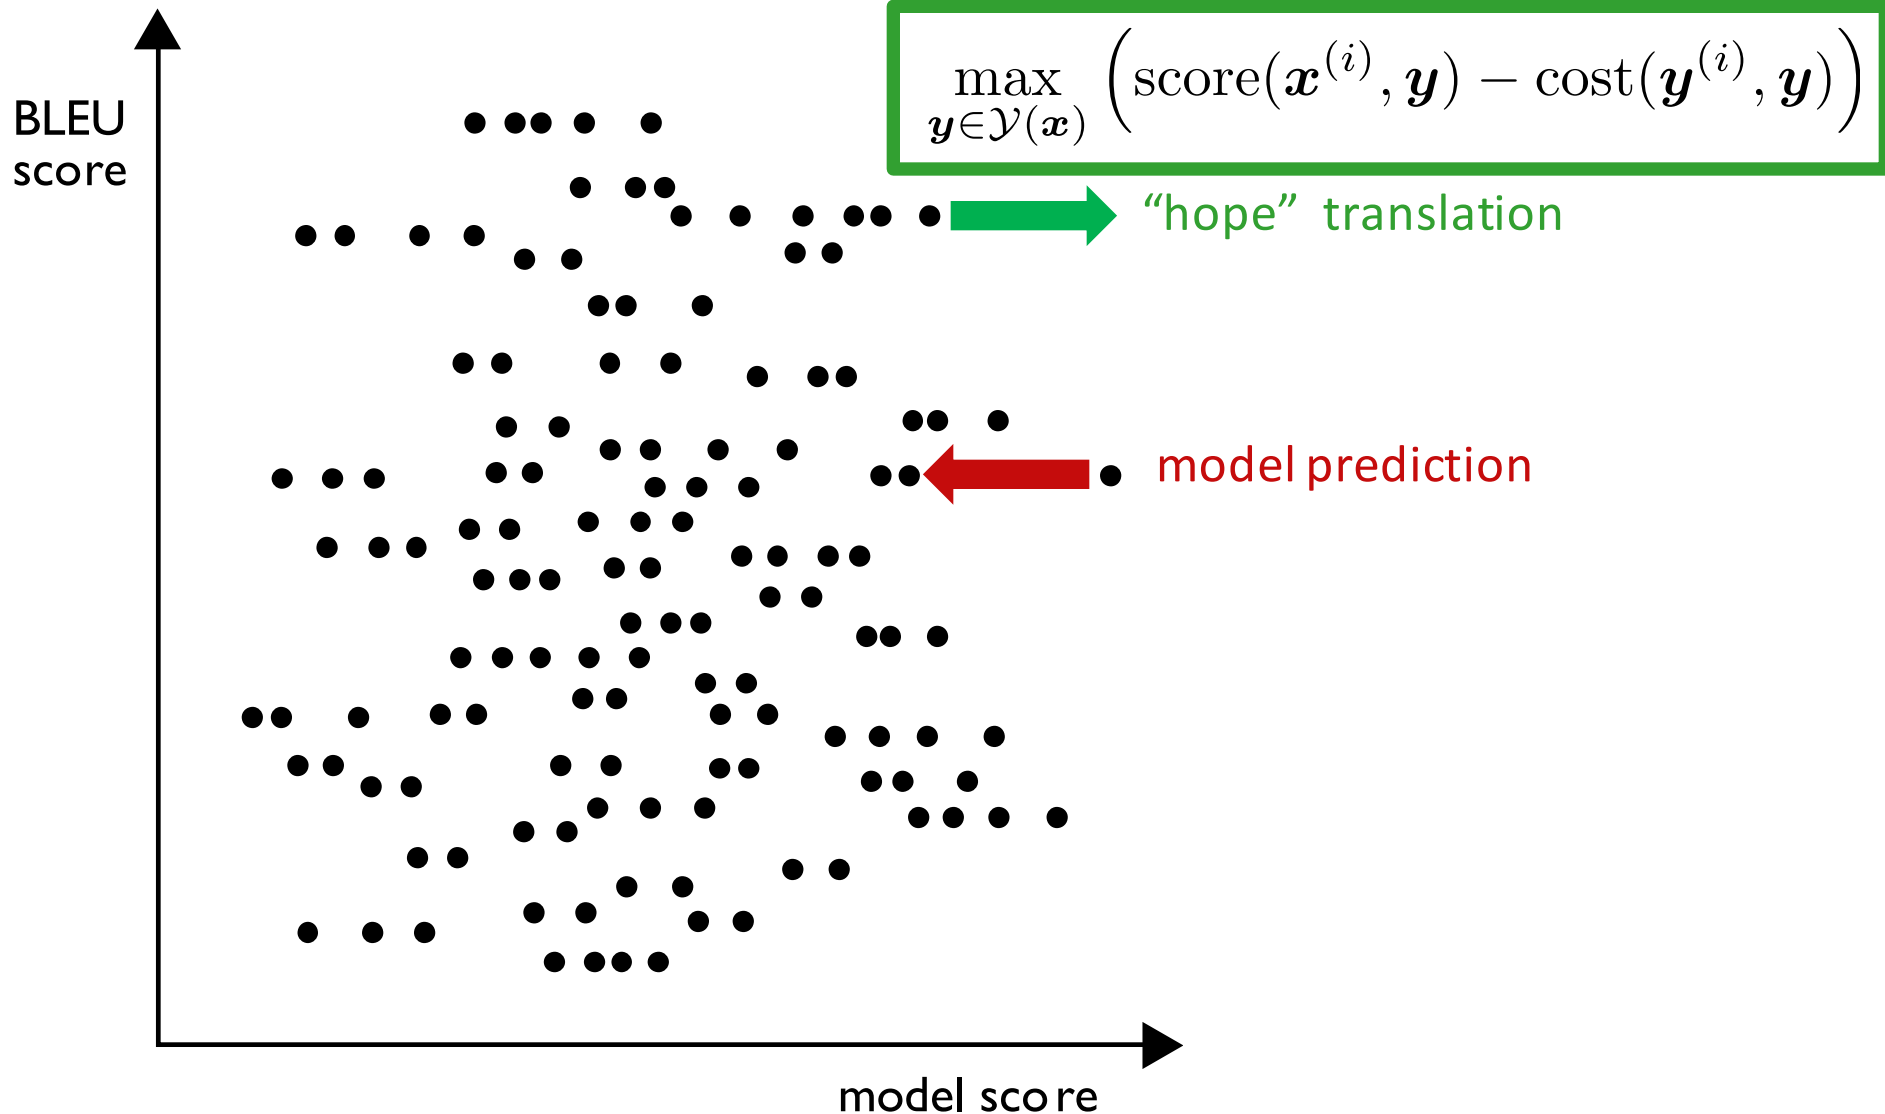 max_{y∈𝒴(x)} (score(x^{(i)}, y) − cost(y^{(i)}, y))
BLEU
score
“hope” translation
model prediction
model score